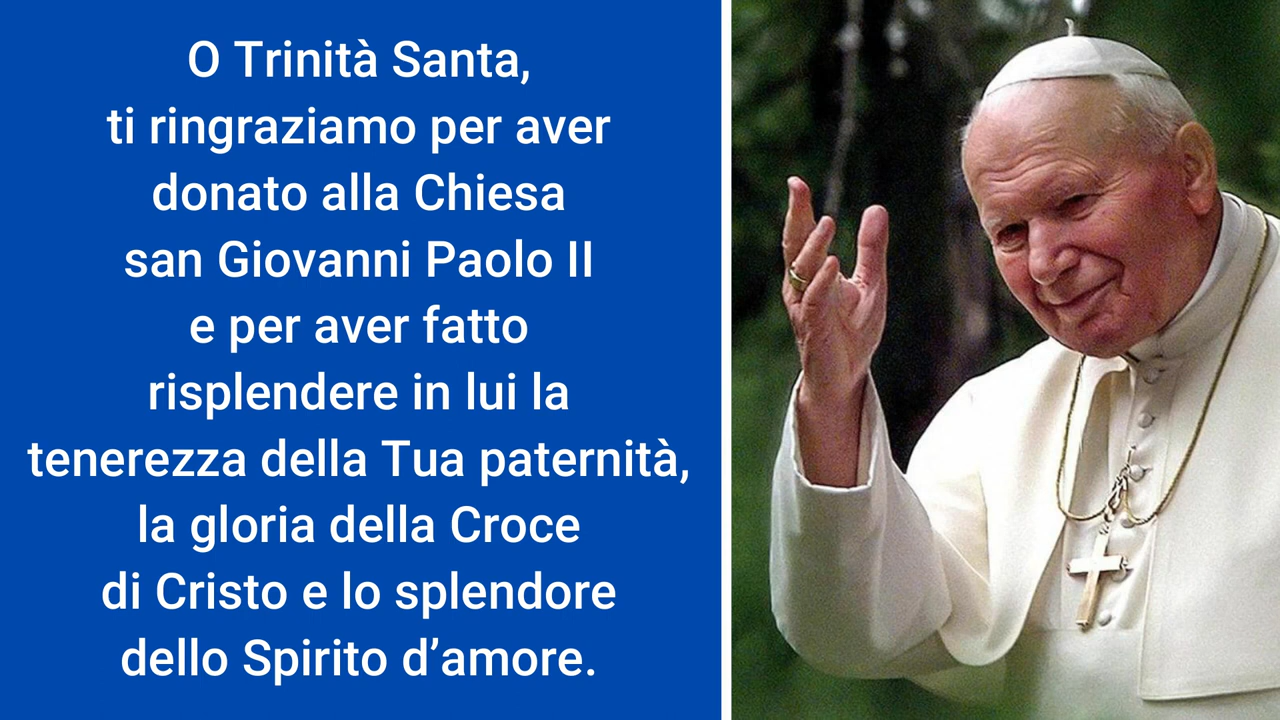 O Trinità Santa,
ti ringraziamo per aver
donato alla Chiesa
san Giovanni Paolo II
e per aver fatto
risplendere in lui la
tenerezza della Tua paternità,
la gloria della Croce
di Cristo e lo splendore
dello Spirito d’amore.